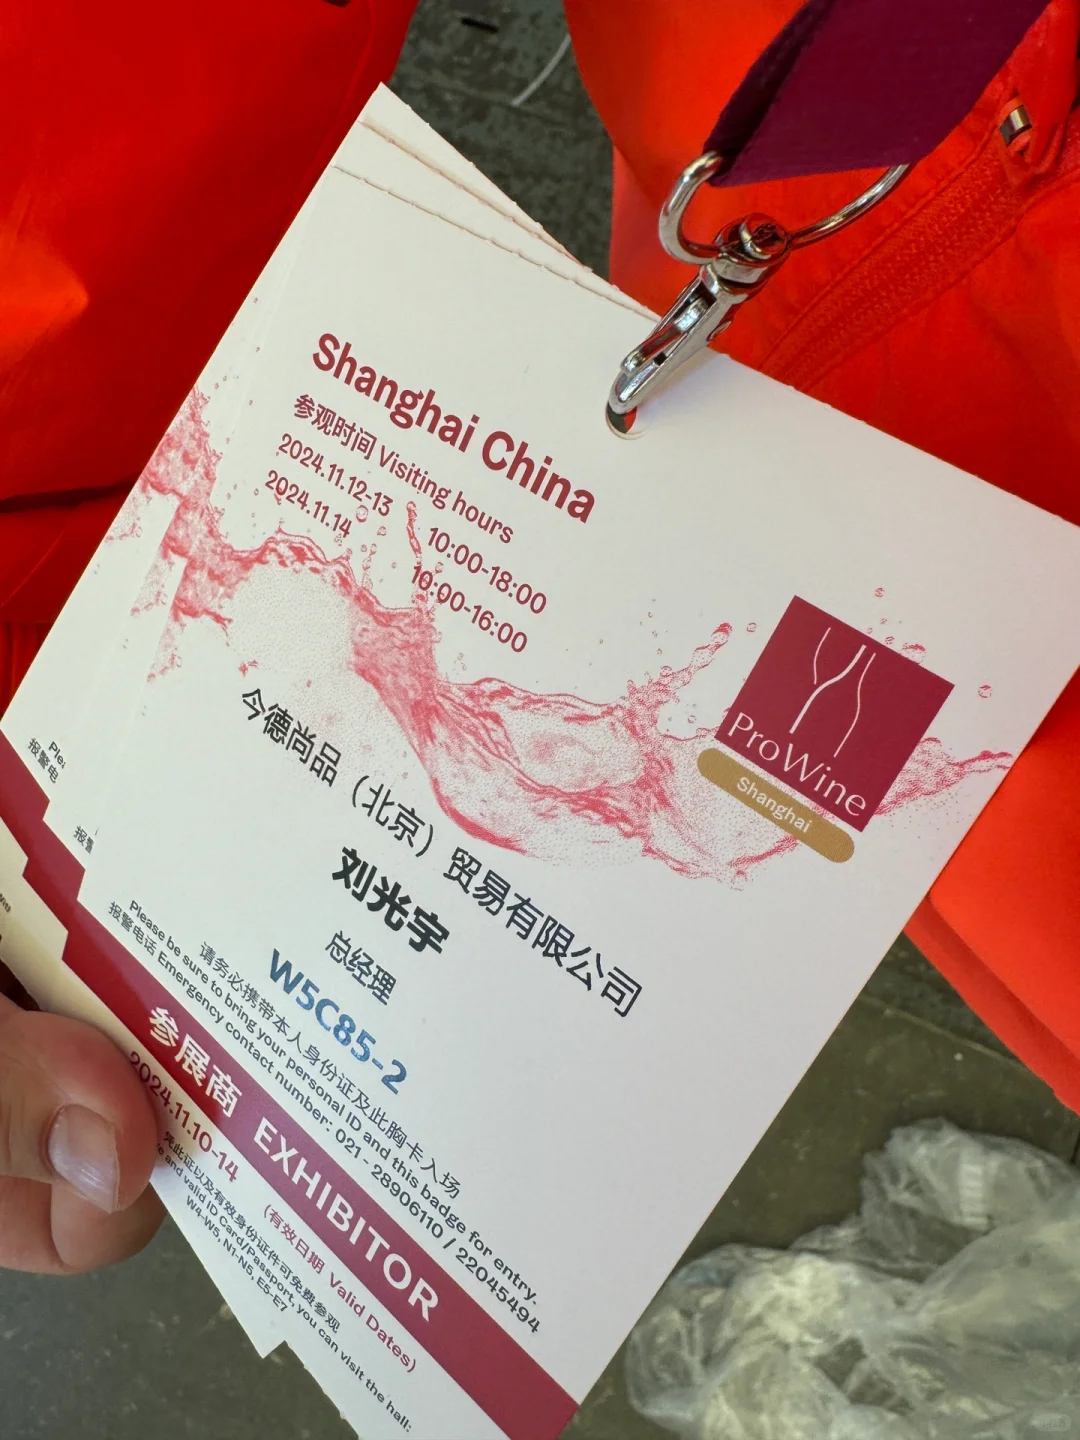 Shanghai China
参观时间 Visiting hours
2024.11.12-13 10:00-18:00
2024.11.14 10:00-16:00
ProWine
Shanghai
今德尚品（北京）贸易有限公司
刘光宇
总经理
W5C85-2
请务必携带本人身份证及此胸卡入场
Please be sure to bring your personal ID and this badge for entry.
报警电话 Emergency contact number: 021 - 28906110 / 22045494
参展商 EXHIBITOR
2024.11.10-14 (有效日期 Valid Dates)
凭此证以及有效身份证件可免费参观
and valid ID Card/Passport, you can visit the hall:
W4-W5, N1-N5, E5-E7
报警电
报警